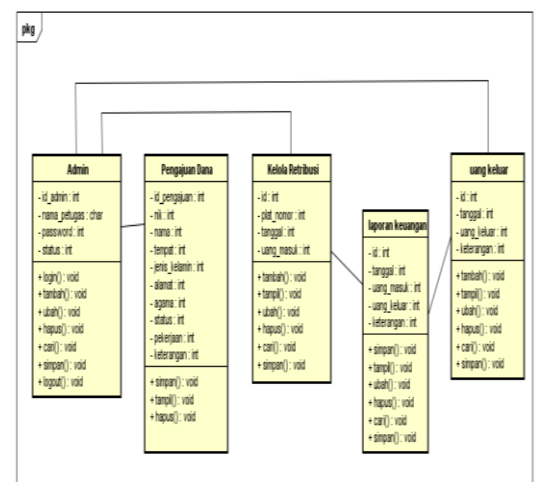 pkg
Admin
- id_admin : int
- nama_petugas : char
- password : int
- status : int
+ login() : void
+ tambah() : void
+ ubah() : void
+ hapus() : void
+ cari() : void
+ simpan() : void
+ logout() : void
Pengajuan Dana
- id_pengajuan : int
- nik : int
- nama : int
- tempat : int
- jenis_kelamin : int
- alamat : int
- agama : int
- status : int
- pekerjaan : int
- keterangan : int
+ simpan() : void
+ tampil() : void
+ hapus() : void
Kelola Retribusi
- id : int
- plat_nomor : int
- tanggal : int
- uang_masuk : int
+ tambah() : void
+ tampil() : void
+ ubah() : void
+ hapus() : void
+ cari() : void
+ simpan() : void
laporan keuangan
- id : int
- tanggal : int
- uang_masuk : int
- uang_keluar : int
- keterangan : int
+ simpan() : void
+ tampil() : void
+ ubah() : void
+ hapus() : void
+ cari() : void
+ simpan() : void
uang keluar
- id : int
- tanggal : int
- uang_keluar : int
- keterangan : int
+ tambah() : void
+ tampil() : void
+ ubah() : void
+ hapus() : void
+ cari() : void
+ simpan() : void